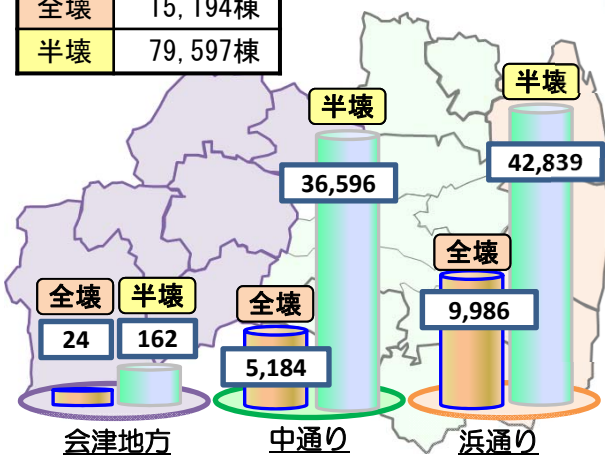 全壊 15,194棟
半壊 79,597棟
半壊
半壊
36,596
42,839
全壊
全壊 半壊
全壊
24 162
9,986
5,184
会津地方 中通り 浜通り